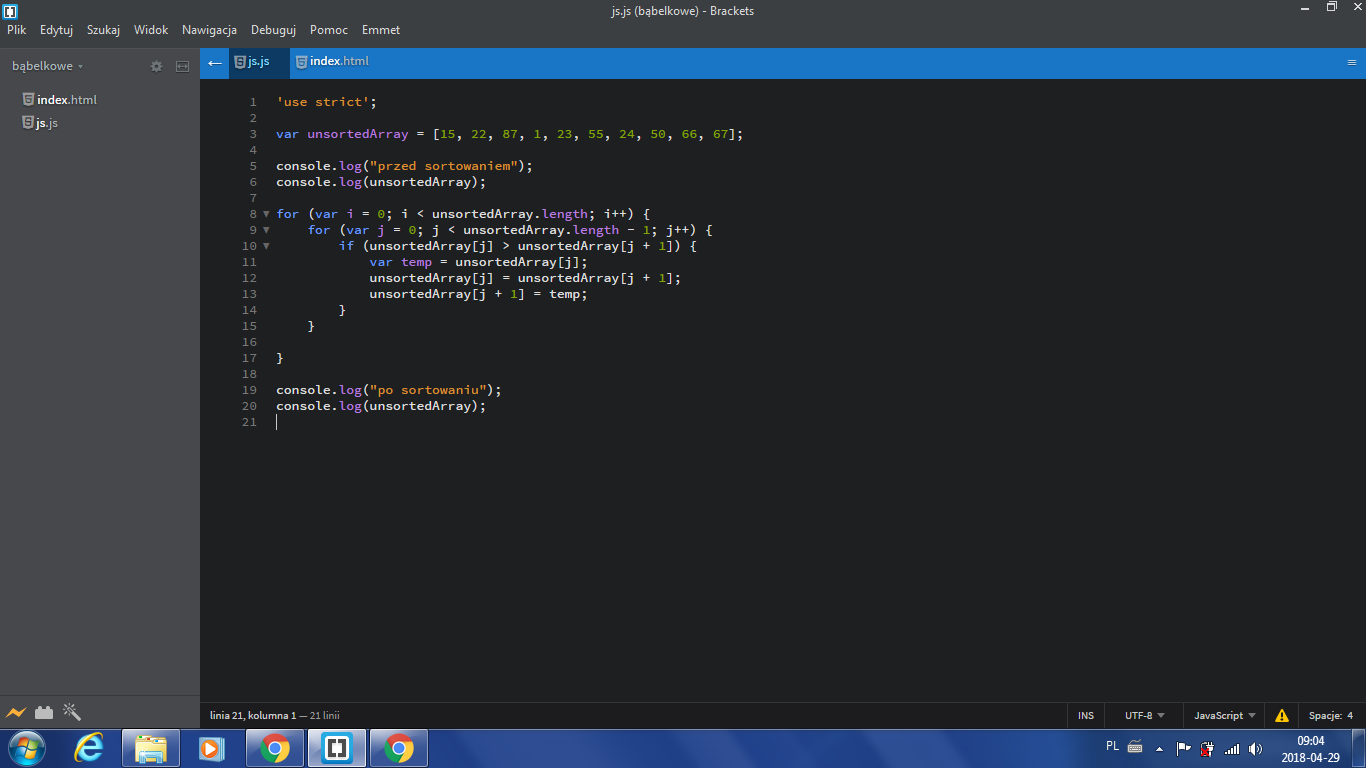 js.js (bąbelkowe) - Brackets
Plik Edytuj Szukaj Widok Nawigacja Debuguj Pomoc Emmet
bąbelkowe
index.html
js.js
js.js index.html
1 'use strict';
2
3 var unsortedArray = [15, 22, 87, 1, 23, 55, 24, 50, 66, 67];
4
5 console.log("przed sortowaniem");
6 console.log(unsortedArray);
7
8 for (var i = 0; i < unsortedArray.length; i++) {
9 for (var j = 0; j < unsortedArray.length - 1; j++) {
10 if (unsortedArray[j] > unsortedArray[j + 1]) {
11 var temp = unsortedArray[j];
12 unsortedArray[j] = unsortedArray[j + 1];
13 unsortedArray[j + 1] = temp;
14 }
15 }
16
17 }
18
19 console.log("po sortowaniu");
20 console.log(unsortedArray);
21
linia 21, kolumna 1 — 21 linii INS UTF-8 JavaScript Spacje: 4
PL 09:04
2018-04-29